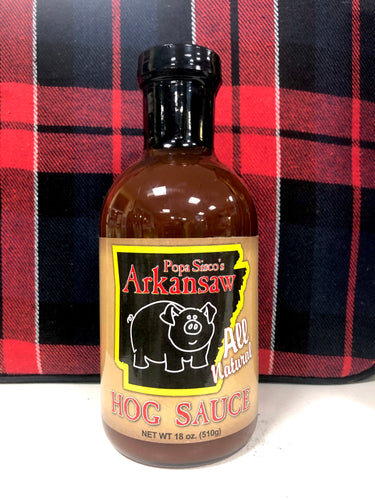 Popa Sisco's
Arkansaw
All
Natural
HOG SAUCE
NET WT 18 oz. (510g)